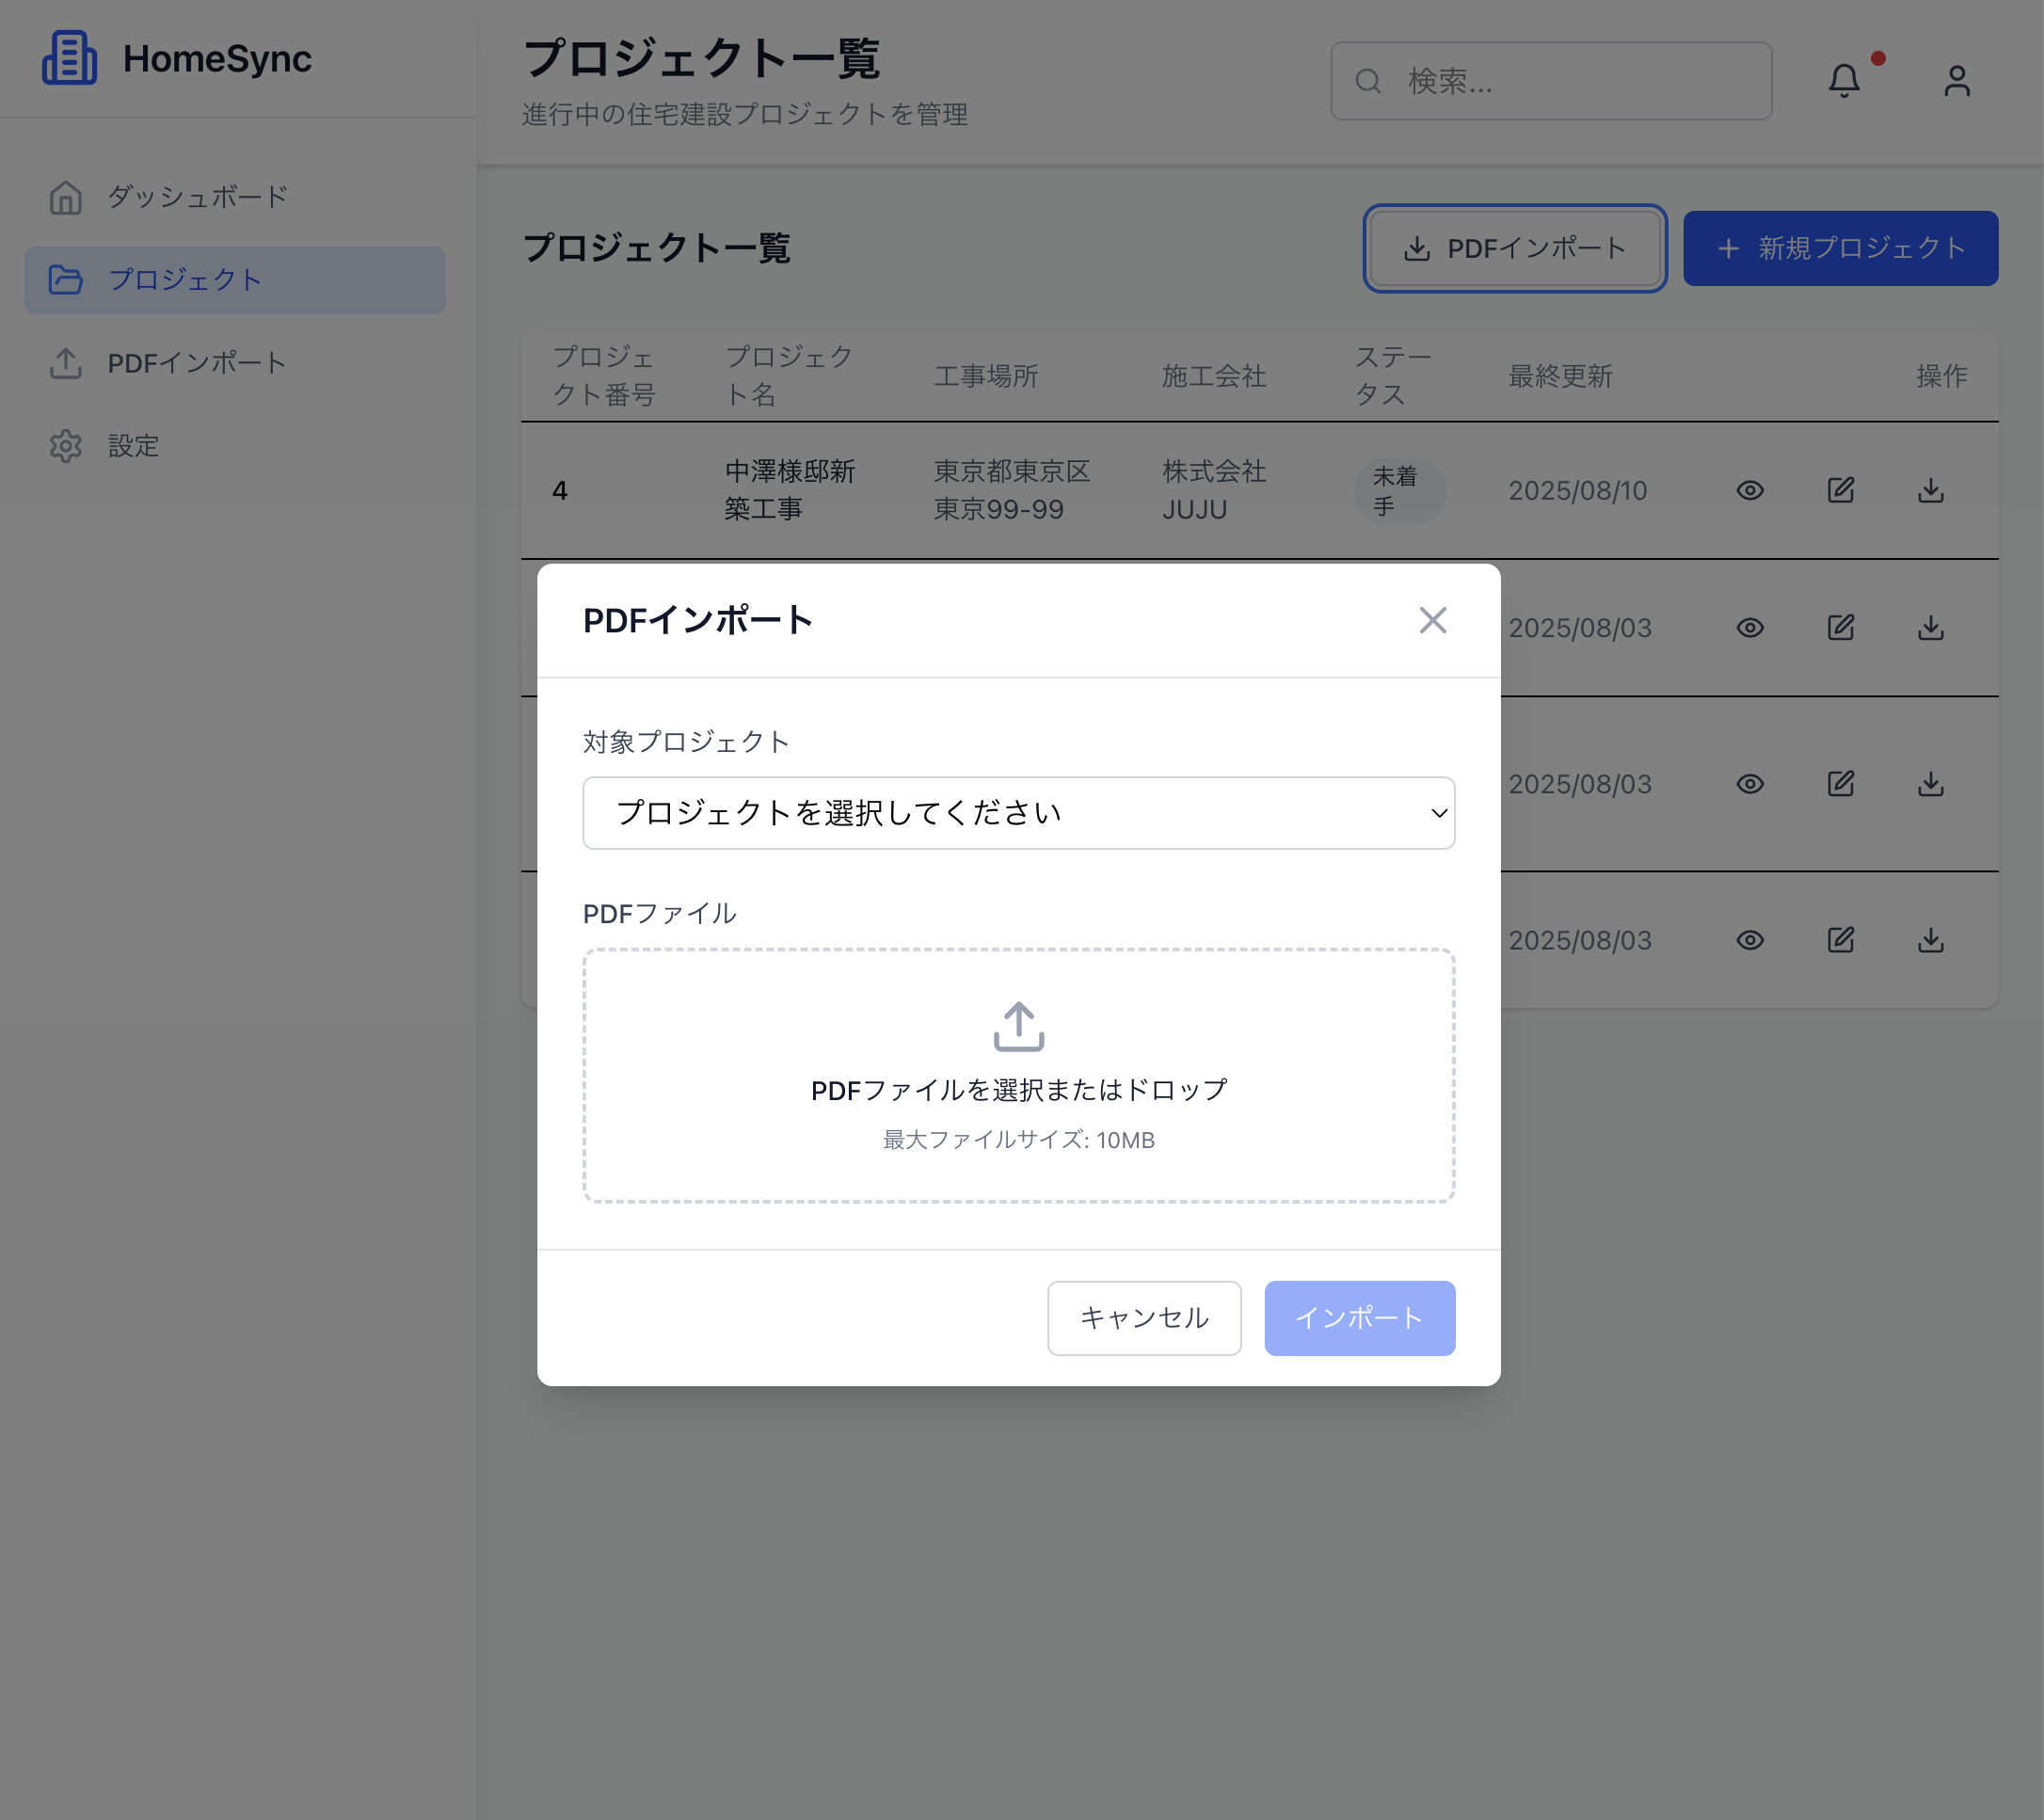 HomeSync
プロジェクト一覧
進行中の住宅建設プロジェクトを管理
検索...
ダッシュボード
プロジェクト
PDFインポート
設定
プロジェクト一覧
PDFインポート
新規プロジェクト
プロジェ
クト番号
プロジェク
ト名
工事場所
施工会社
ステー
タス
最終更新
操作
4
中澤様邸新
築工事
東京都東京区
東京99-99
株式会社
JUJU
未着
手
2025/08/10
2025/08/03
2025/08/03
2025/08/03
PDFインポート
対象プロジェクト
プロジェクトを選択してください
PDFファイル
PDFファイルを選択またはドロップ
最大ファイルサイズ: 10MB
キャンセル
インポート